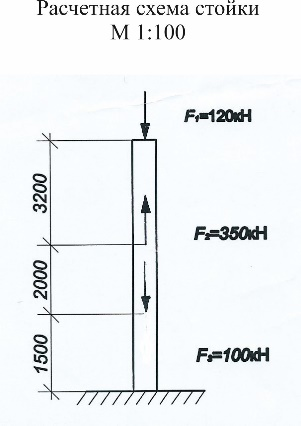 Расчетная схема стойки
М 1:100
F₁=120кН
3200
F₂=350кН
2000
1500
F₃=100кН